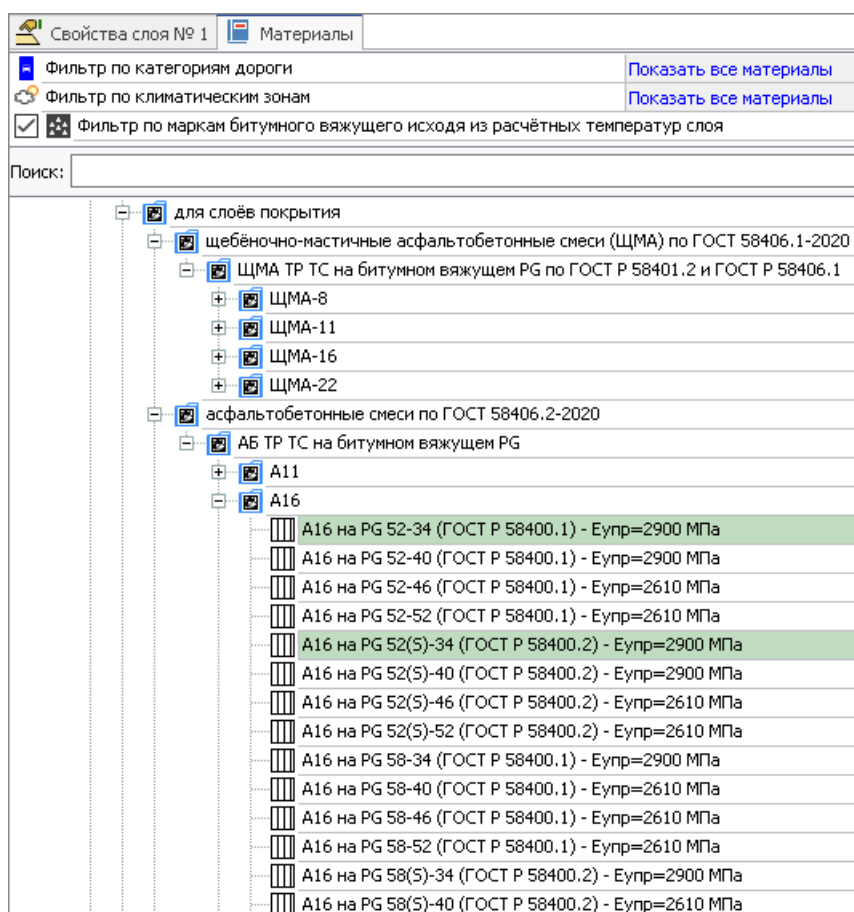 Свойства слоя № 1 Материалы
Фильтр по категориям дороги Показать все материалы
Фильтр по климатическим зонам Показать все материалы
Фильтр по маркам битумного вяжущего исходя из расчётных температур слоя
Поиск:
для слоёв покрытия
щебёночно-мастичные асфальтобетонные смеси (ЩМА) по ГОСТ 58406.1-2020
ЩМА ТР ТС на битумном вяжущем PG по ГОСТ Р 58401.2 и ГОСТ Р 58406.1
ЩМА-8
ЩМА-11
ЩМА-16
ЩМА-22
асфальтобетонные смеси по ГОСТ 58406.2-2020
АБ ТР ТС на битумном вяжущем PG
А11
А16
А16 на PG 52-34 (ГОСТ Р 58400.1) - Еупр=2900 МПа
А16 на PG 52-40 (ГОСТ Р 58400.1) - Еупр=2900 МПа
А16 на PG 52-46 (ГОСТ Р 58400.1) - Еупр=2610 МПа
А16 на PG 52-52 (ГОСТ Р 58400.1) - Еупр=2610 МПа
А16 на PG 52(S)-34 (ГОСТ Р 58400.2) - Еупр=2900 МПа
А16 на PG 52(S)-40 (ГОСТ Р 58400.2) - Еупр=2900 МПа
А16 на PG 52(S)-46 (ГОСТ Р 58400.2) - Еупр=2610 МПа
А16 на PG 52(S)-52 (ГОСТ Р 58400.2) - Еупр=2610 МПа
А16 на PG 58-34 (ГОСТ Р 58400.1) - Еупр=2900 МПа
А16 на PG 58-40 (ГОСТ Р 58400.1) - Еупр=2610 МПа
А16 на PG 58-46 (ГОСТ Р 58400.1) - Еупр=2610 МПа
А16 на PG 58-52 (ГОСТ Р 58400.1) - Еупр=2610 МПа
А16 на PG 58(S)-34 (ГОСТ Р 58400.2) - Еупр=2900 МПа
А16 на PG 58(S)-40 (ГОСТ Р 58400.2) - Еупр=2610 МПа